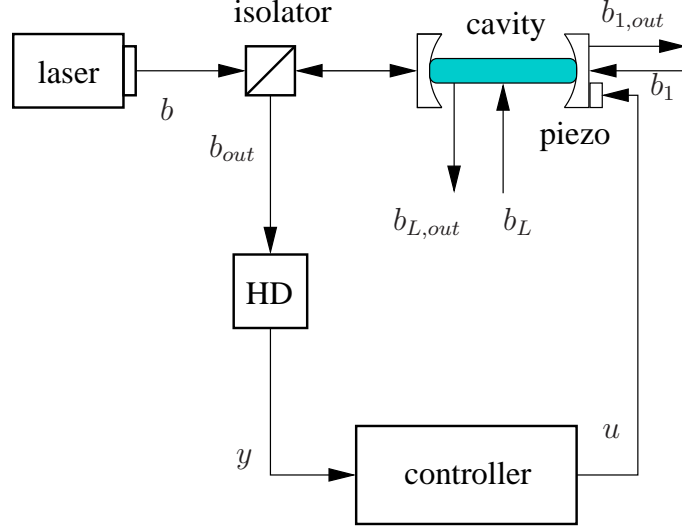 isolator
cavity
b_{1,out}
laser
b
b_1
piezo
b_{out}
b_{L,out}
b_L
HD
y
controller
u